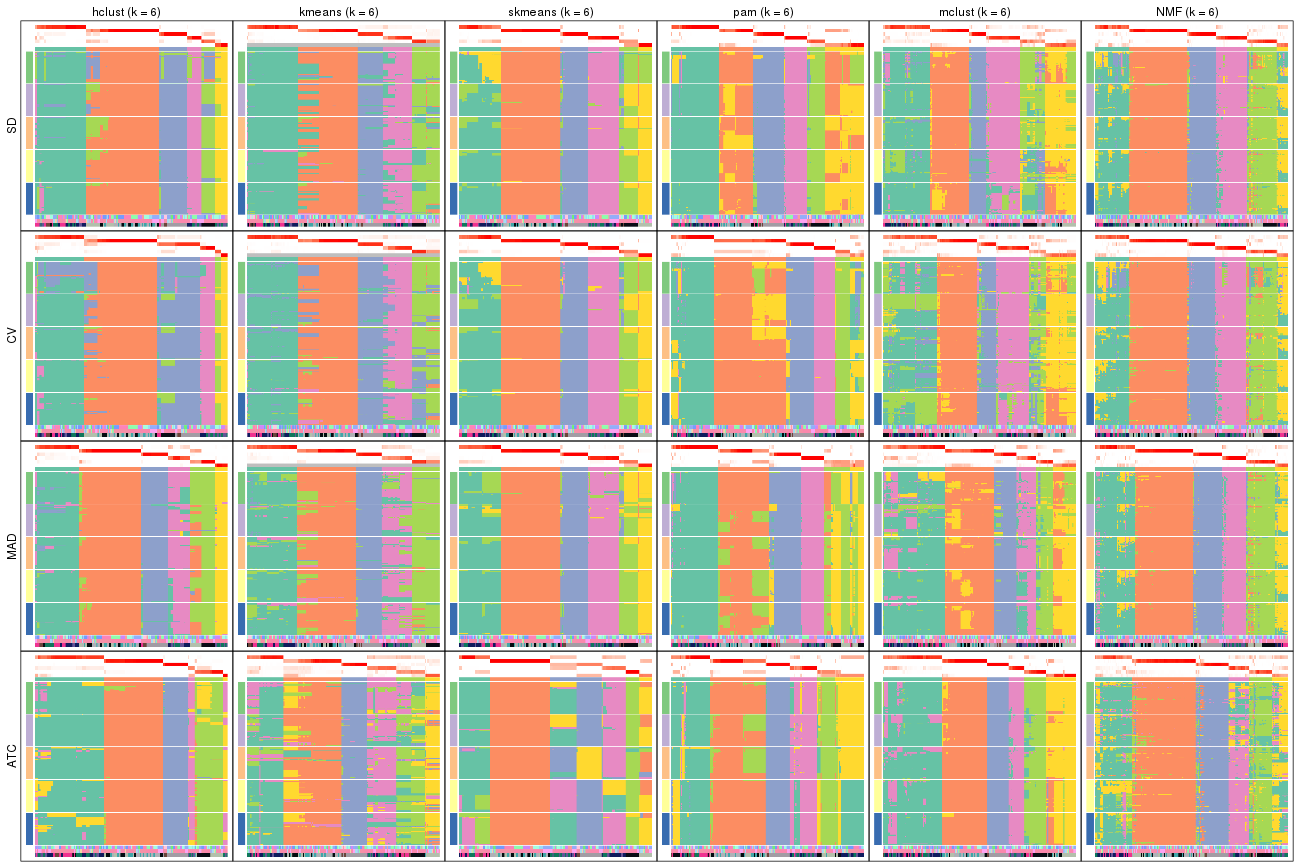 hclust (k = 6) kmeans (k = 6) skmeans (k = 6) pam (k = 6) mclust (k = 6) NMF (k = 6)
SD
CV
MAD
ATC